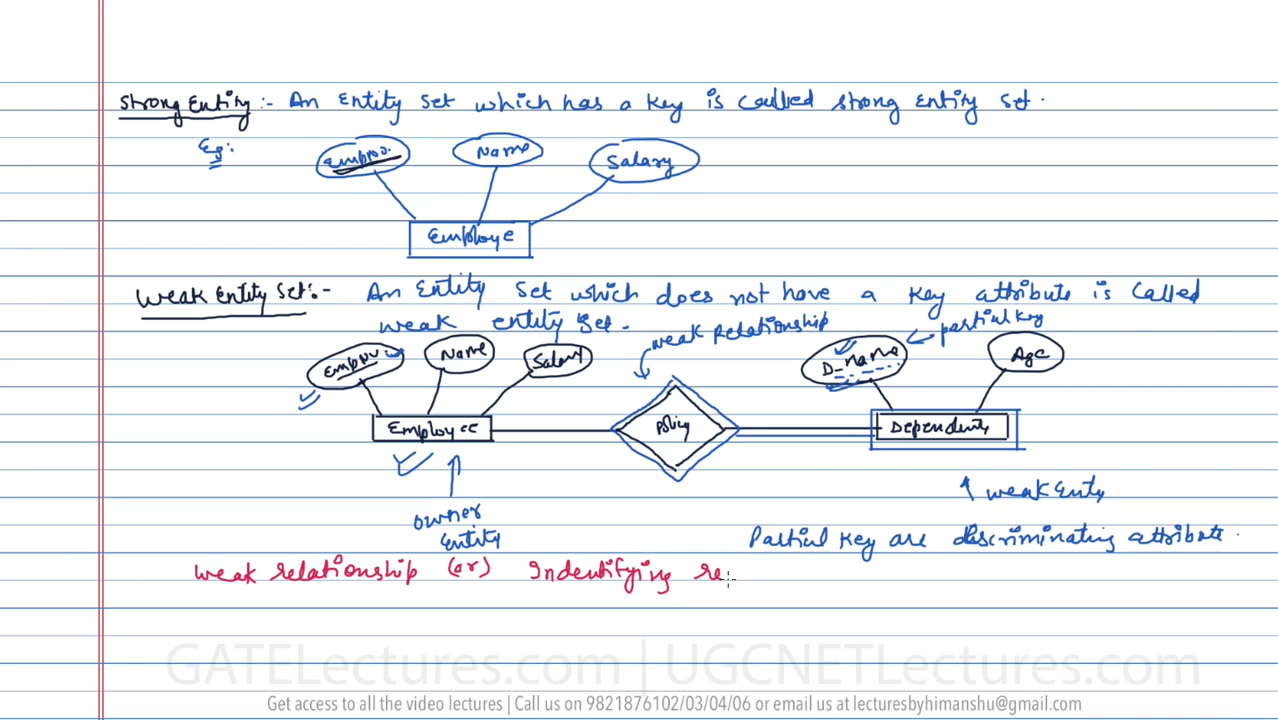 Strong Entity :- An Entity Set which has a key is called strong entity set.
Eg:
Empno. Name Salary
Employe
Weak Entity Set:- An Entity Set which does not have a key attribute is called
weak entity set.
weak relationship
partial key
Empno Name Salary D_name Age
Employee Policy Dependents
weak Enty
owner
Entity
Partial key are discriminating attribute.
weak relationship (or) Indentifying re
GATELectures.com | UGCNETLectures.com
Get access to all the video lectures | Call us on 9821876102/03/04/06 or email us at lecturesbyhimanshu@gmail.com